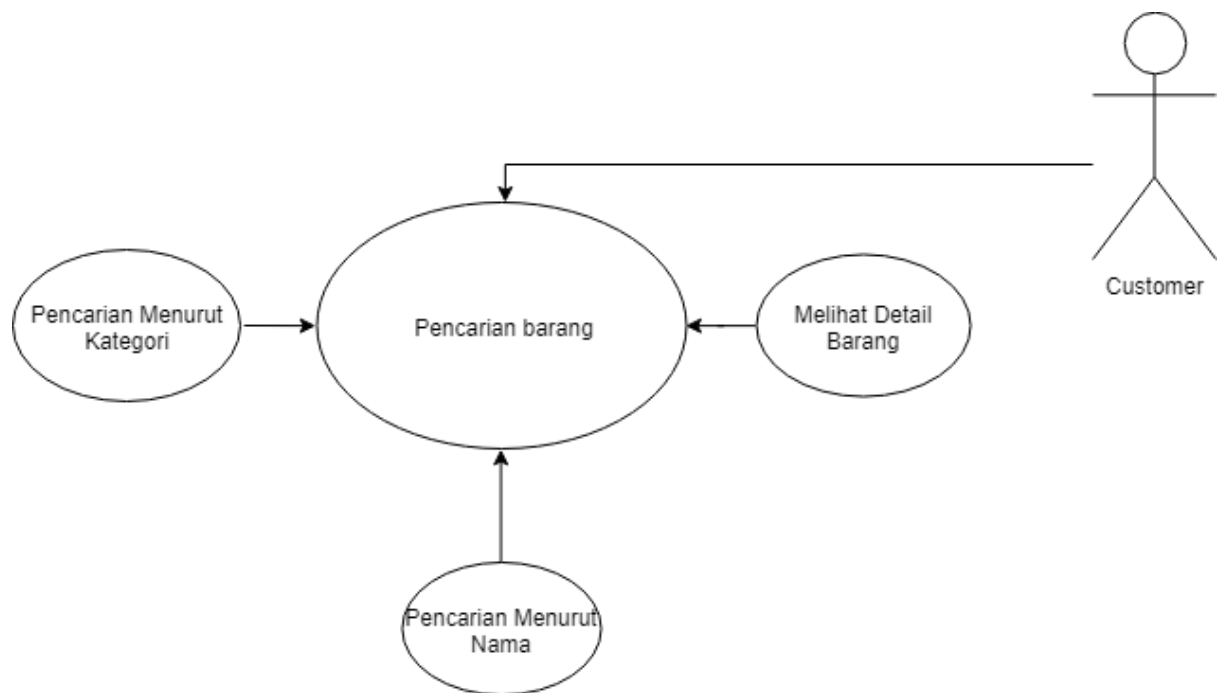 Customer
Pencarian Menurut
Kategori
Pencarian barang
Melihat Detail
Barang
Pencarian Menurut
Nama